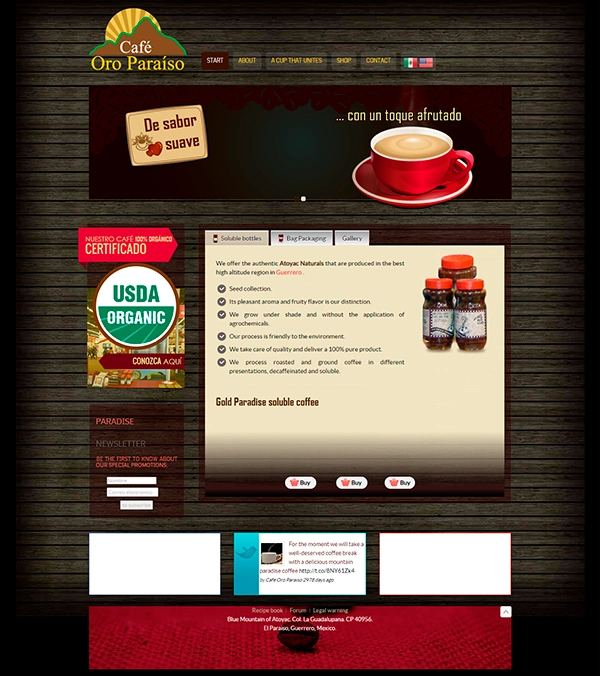 Café
Oro Paraíso
START
ABOUT
A CUP THAT UNITES
SHOP
CONTACT
De sabor
suave
... con un toque afrutado
NUESTRO CAFÉ 100% ORGÁNICO
CERTIFICADO
USDA
ORGANIC
CONOZCA AQUÍ
Soluble bottles
Bag Packaging
Gallery
We offer the authentic Atoyac Naturals that are produced in the best
high altitude region in Guerrero .
Seed collection.
Its pleasant aroma and fruity flavor is our distinction.
We grow under shade and without the application of
agrochemicals.
Our process is friendly to the environment.
We take care of quality and deliver a 100% pure product.
We process roasted and ground coffee in different
presentations, decaffeinated and soluble.
Gold Paradise soluble coffee
Buy
Buy
Buy
PARADISE
NEWSLETTER
BE THE FIRST TO KNOW ABOUT
OUR SPECIAL PROMOTIONS.
Nombre
For the moment we will take a
well-deserved coffee break
with a delicious mountain
paradise coffee http://t.co/8NY61Zx4
by Café Oro Paraíso 2978 days ago
Recipe book | Forum | Legal warning
Blue Mountain of Atoyac. Col. La Guadalupana. CP 40956.
El Paraíso, Guerrero, Mexico.